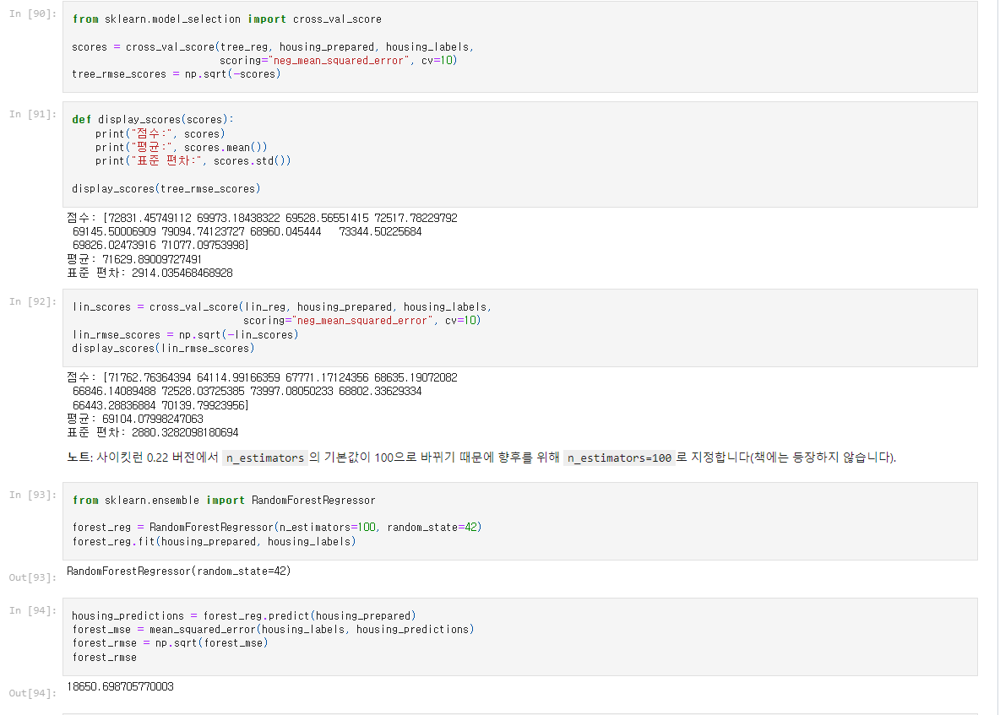 In [90]:
from sklearn.model_selection import cross_val_score
scores = cross_val_score(tree_reg, housing_prepared, housing_labels,
scoring="neg_mean_squared_error", cv=10)
tree_rmse_scores = np.sqrt(-scores)
In [91]:
def display_scores(scores):
print("점수:", scores)
print("평균:", scores.mean())
print("표준 편차:", scores.std())
display_scores(tree_rmse_scores)
점수: [72831.45749112 69973.18438322 69528.56551415 72517.78229792
69145.50006909 79094.74123727 68960.045444 73344.50225684
69826.02473916 71077.09753998]
평균: 71629.89009727491
표준 편차: 2914.035468468928
In [92]:
lin_scores = cross_val_score(lin_reg, housing_prepared, housing_labels,
scoring="neg_mean_squared_error", cv=10)
lin_rmse_scores = np.sqrt(-lin_scores)
display_scores(lin_rmse_scores)
점수: [71762.76364394 64114.99166359 67771.17124356 68635.19072082
66846.14089488 72528.03725385 73997.08050233 68802.33629334
66443.28836884 70139.79923956]
평균: 69104.07998247063
표준 편차: 2880.3282098180694
노트: 사이킷런 0.22 버전에서 n_estimators 의 기본값이 100으로 바뀌기 때문에 향후를 위해 n_estimators=100 로 지정합니다(책에는 등장하지 않습니다).
In [93]:
from sklearn.ensemble import RandomForestRegressor
forest_reg = RandomForestRegressor(n_estimators=100, random_state=42)
forest_reg.fit(housing_prepared, housing_labels)
Out[93]:
RandomForestRegressor(random_state=42)
In [94]:
housing_predictions = forest_reg.predict(housing_prepared)
forest_mse = mean_squared_error(housing_labels, housing_predictions)
forest_rmse = np.sqrt(forest_mse)
forest_rmse
Out[94]:
18650.698705770003